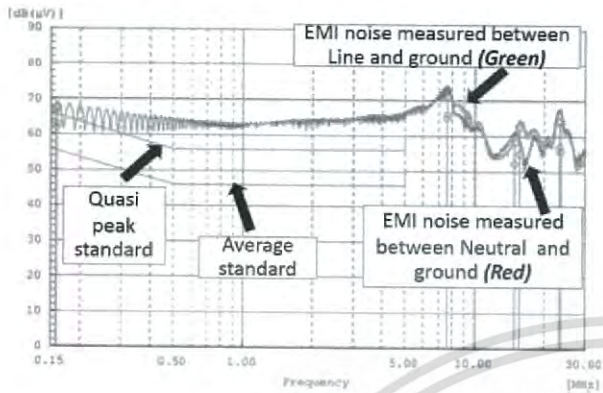 [dB(μV)]
90
80
70
60
50
40
30
20
10
0
EMI noise measured between
Line and ground (Green)
Quasi
peak
standard
Average
standard
EMI noise measured
between Neutral and
ground (Red)
0.15
0.50
1.00
5.00
10.00
30.00
Frequency
[MHz]